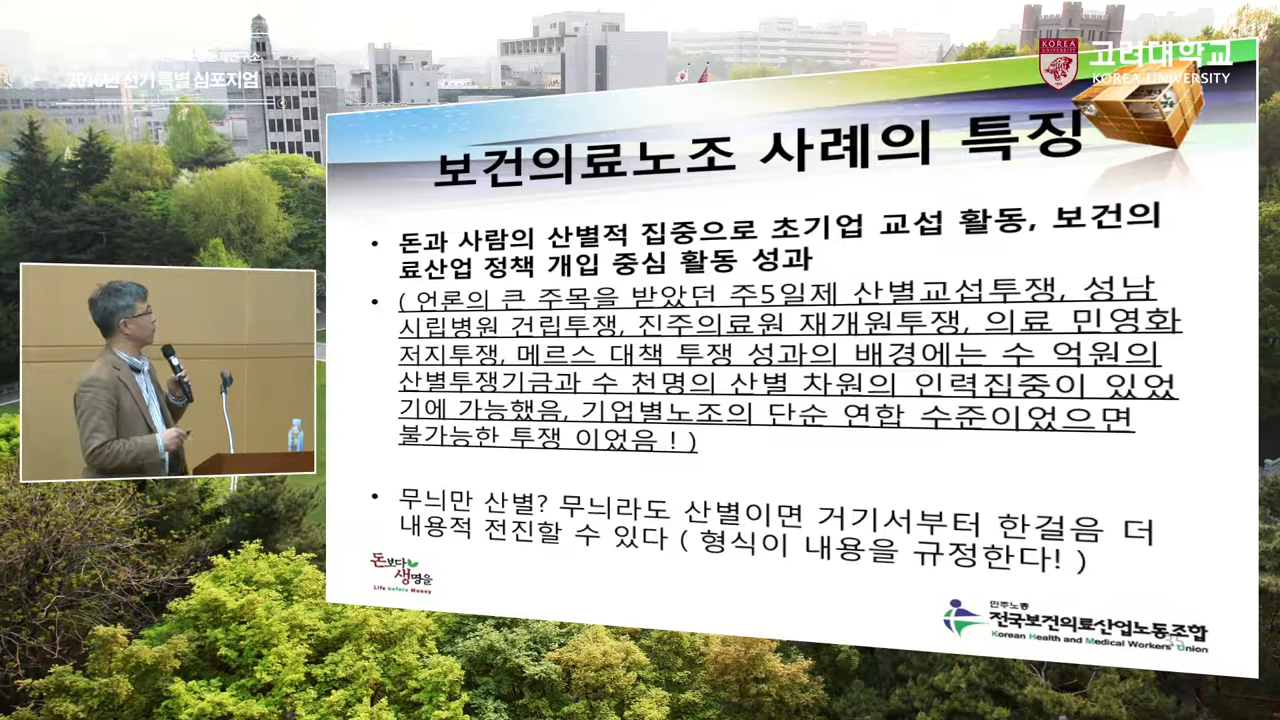 2016년 전기 특별 심포지엄
KOREA
UNIVERSITY
고려대학교
KOREA UNIVERSITY
보건의료노조 사례의 특징
• 돈과 사람의 산별적 집중으로 초기업 교섭 활동, 보건의
료산업 정책 개입 중심 활동 성과
• ( 언론의 큰 주목을 받았던 주5일제 산별교섭투쟁, 성남
시립병원 건립투쟁, 진주의료원 재개원투쟁, 의료 민영화
저지투쟁, 메르스 대책 투쟁 성과의 배경에는 수 억원의
산별투쟁기금과 수 천명의 산별 차원의 인력집중이 있었
기에 가능했음, 기업별노조의 단순 연합 수준이었으면
불가능한 투쟁 이었음 ! )
• 무늬만 산별? 무늬라도 산별이면 거기서부터 한걸음 더
내용적 전진할 수 있다 ( 형식이 내용을 규정한다! )
돈보다
생명을
Life before Money
민주노총
전국보건의료산업노동조합
Korean Health and Medical Workers' Union
35